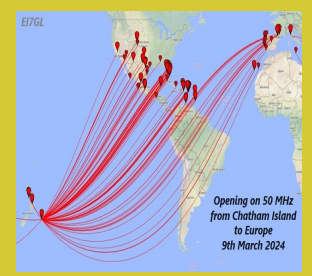 EI7GL
Opening on 50 MHz
from Chatham Island
to Europe
9th March 2024